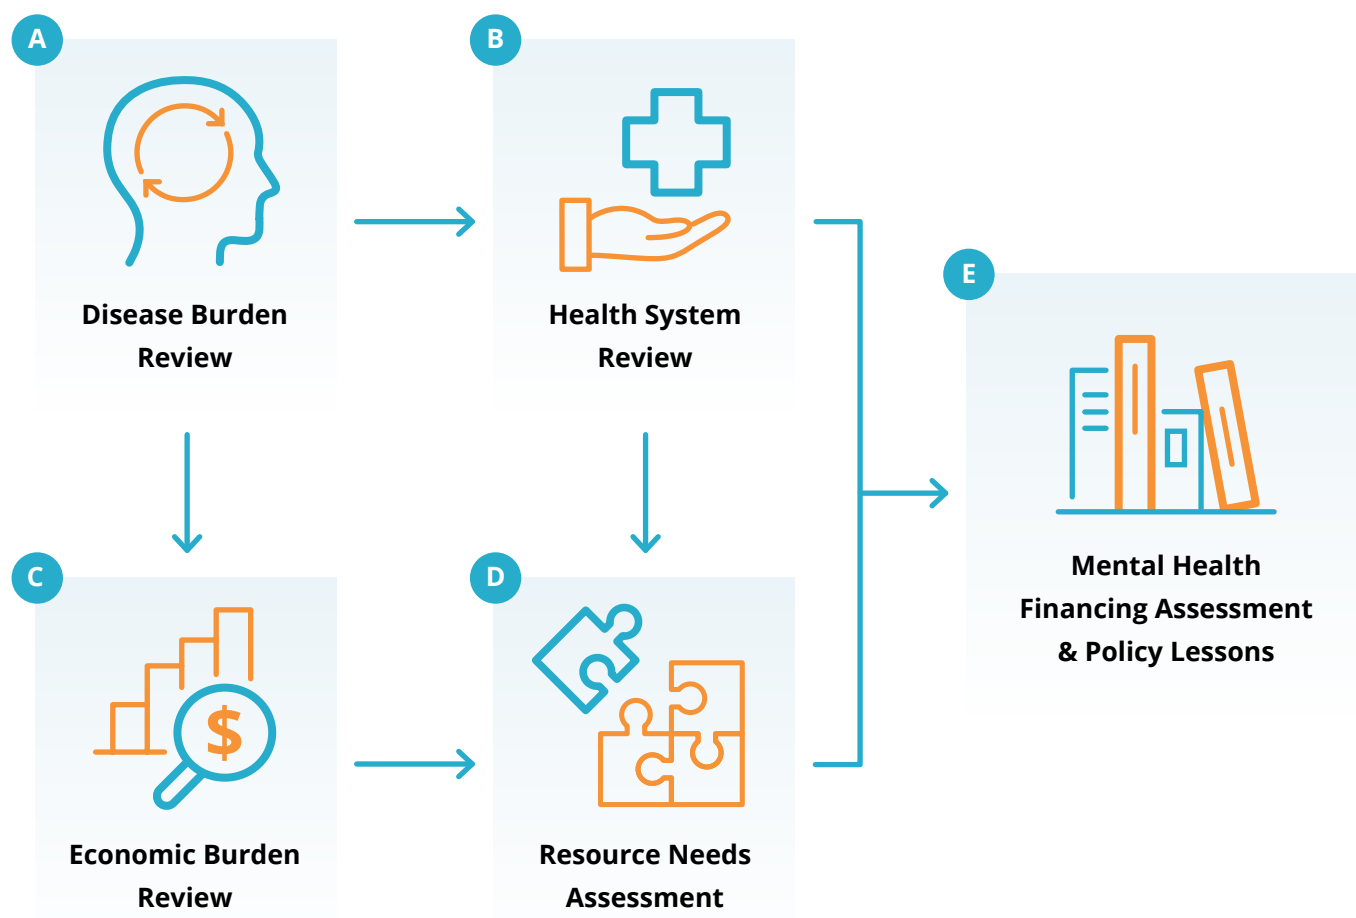 A
Disease Burden
Review
B
Health System
Review
C
$
Economic Burden
Review
D
Resource Needs
Assessment
E
Mental Health
Financing Assessment
& Policy Lessons